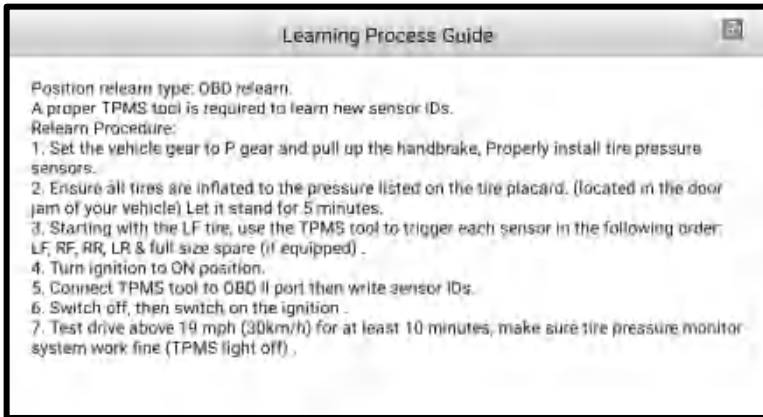 Learning Process Guide
Position relearn type: OBD relearn.
A proper TPMS tool is required to learn new sensor IDs.
Relearn Procedure:
1. Set the vehicle gear to P gear and pull up the handbrake, Properly install tire pressure
sensors.
2. Ensure all tires are inflated to the pressure listed on the tire placard. (located in the door
jam of your vehicle) Let it stand for 5 minutes.
3. Starting with the LF tire, use the TPMS tool to trigger each sensor in the following order:
LF, RF, RR, LR & full size spare (if equipped) .
4. Turn ignition to ON position.
5. Connect TPMS tool to OBD II port then write sensor IDs.
6. Switch off, then switch on the ignition .
7. Test drive above 19 mph (30km/h) for at least 10 minutes, make sure tire pressure monitor
system work fine (TPMS light off) .